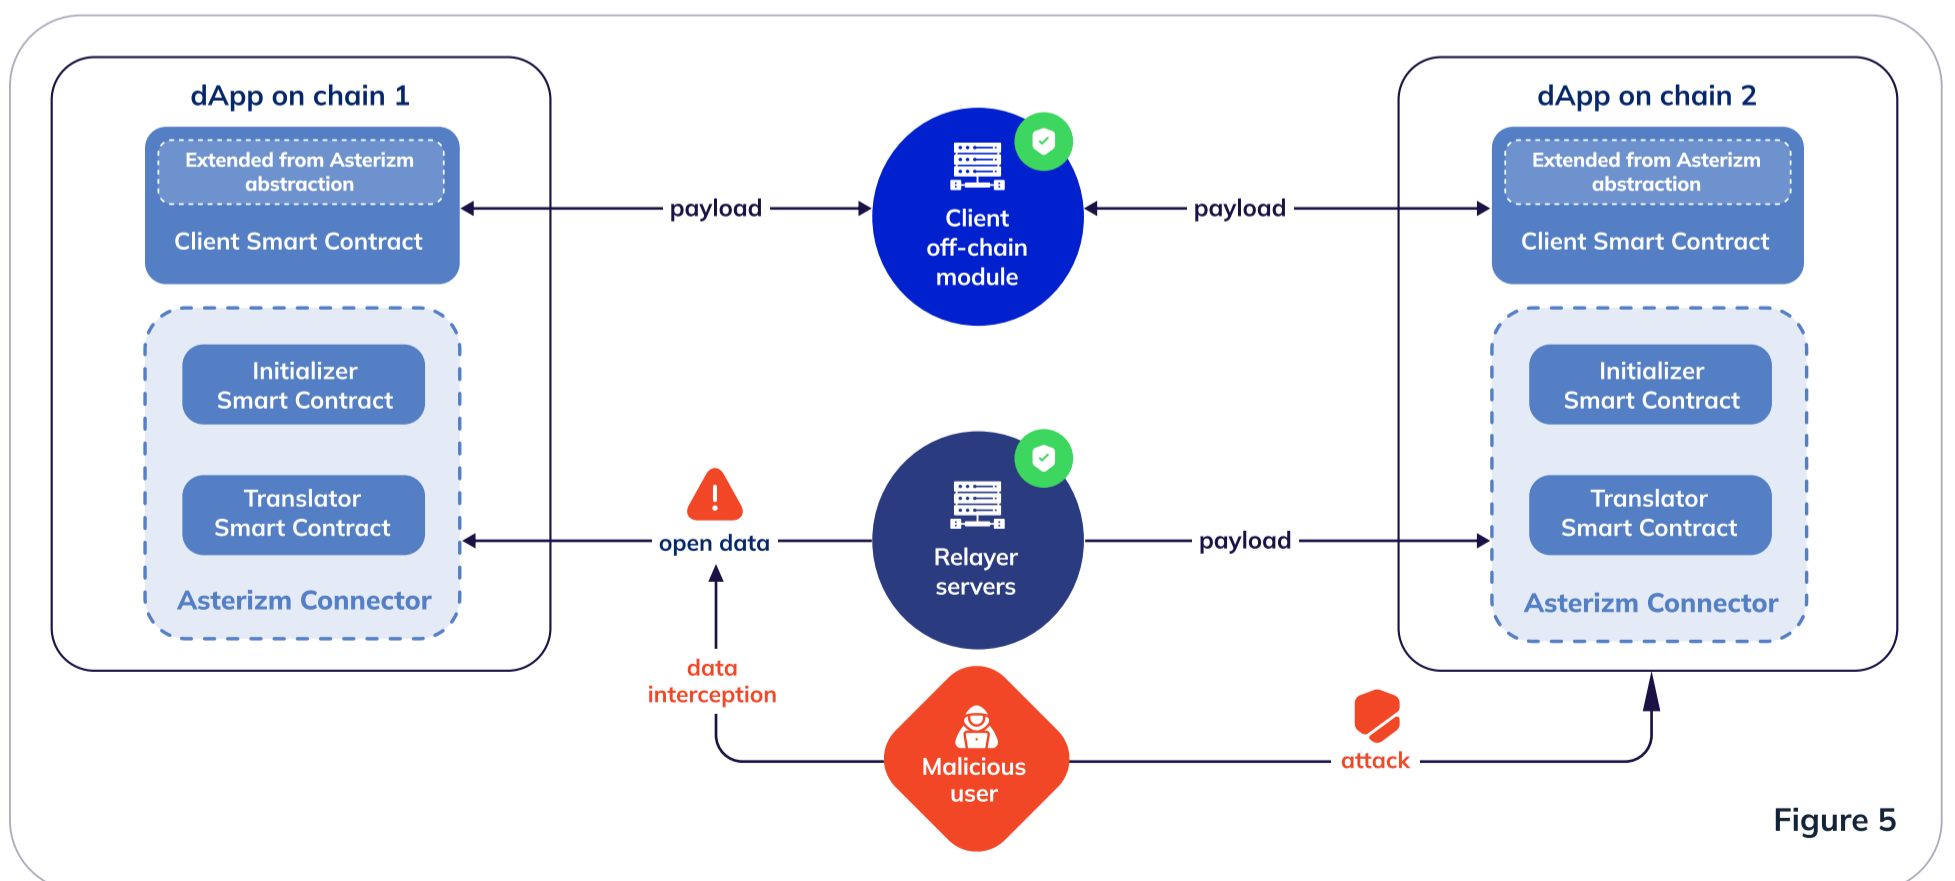 dApp on chain 1
Extended from Asterizm
abstraction
Client Smart Contract
Initializer
Smart Contract
Translator
Smart Contract
Asterizm Connector
payload
Client
off-chain
module
payload
open data
Relayer
servers
payload
data
interception
Malicious
user
attack
dApp on chain 2
Extended from Asterizm
abstraction
Client Smart Contract
Initializer
Smart Contract
Translator
Smart Contract
Asterizm Connector
Figure 5